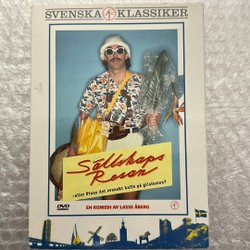 SVENSKA KLASSIKER
Sällskaps
Resan
-eller Finns det svenskt kaffe på grisfesten?
DVD
EN KOMEDI AV LASSE ÅBERG